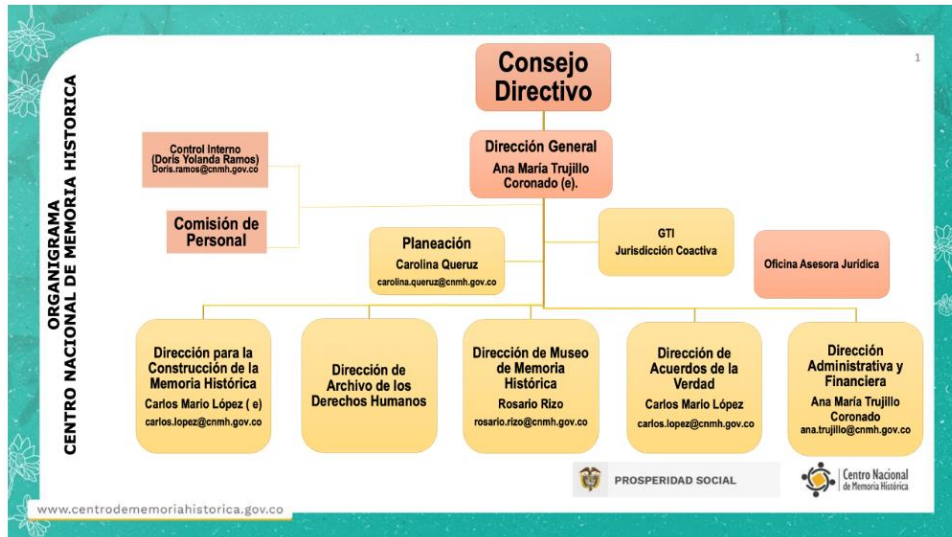 1
ORGANIGRAMA
CENTRO NACIONAL DE MEMORIA HISTORICA
Consejo
Directivo
Dirección General
Ana María Trujillo
Coronado (e).
Control Interno
(Doris Yolanda Ramos)
Doris.ramos@cnmh.gov.co
Comisión de
Personal
Planeación
Carolina Queruz
carolina.queruz@cnmh.gov.co
GTI
Jurisdicción Coactiva
Oficina Asesora Jurídica
Dirección para la
Construcción de la
Memoria Histórica
Carlos Mario López ( e)
carlos.lopez@cnmh.gov.co
Dirección de
Archivo de los
Derechos Humanos
Dirección de Museo
de Memoria
Histórica
Rosario Rizo
rosario.rizo@cnmh.gov.co
Dirección de
Acuerdos de la
Verdad
Carlos Mario López
carlos.lopez@cnmh.gov.co
Dirección
Administrativa y
Financiera
Ana María Trujillo
Coronado
ana.trujillo@cnmh.gov.co
PROSPERIDAD SOCIAL
Centro Nacional
de Memoria Histórica
www.centrodememoriahistorica.gov.co